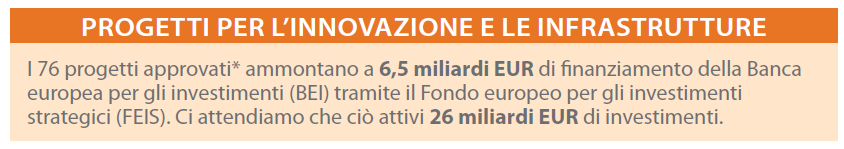 PROGETTI PER L’INNOVAZIONE E LE INFRASTRUTTURE
I 76 progetti approvati* ammontano a 6,5 miliardi EUR di finanziamento della Banca
europea per gli investimenti (BEI) tramite il Fondo europeo per gli investimenti
strategici (FEIS). Ci attendiamo che ciò attivi 26 miliardi EUR di investimenti.